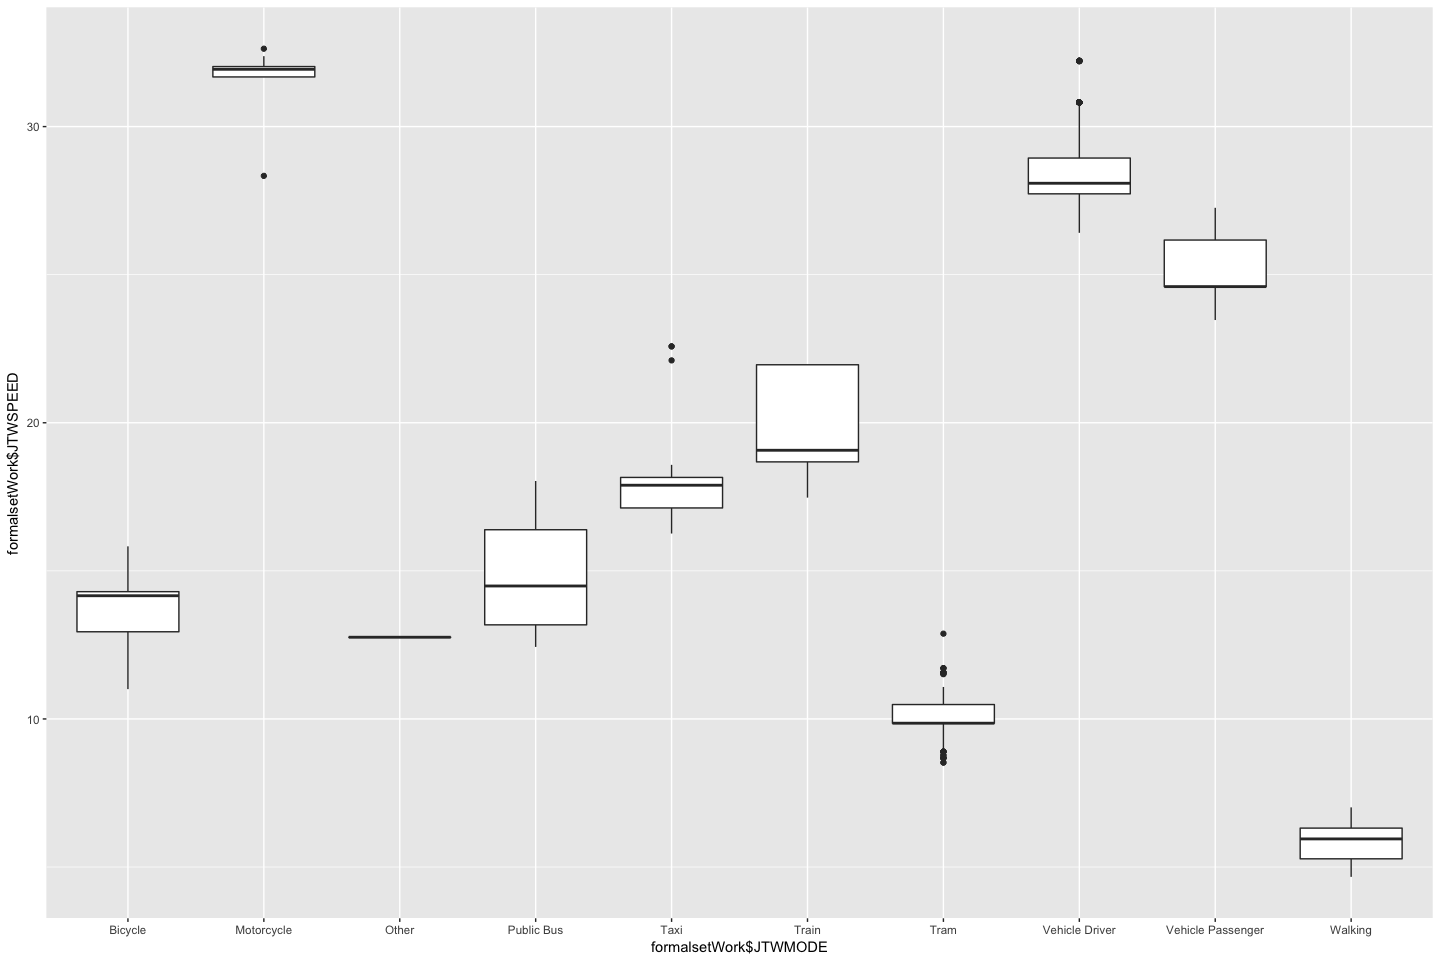 30
20
10
formalsetWork$JTWSPEED
Bicycle
Motorcycle
Other
Public Bus
Taxi
Train
Tram
Vehicle Driver
Vehicle Passenger
Walking
formalsetWork$JTWMODE